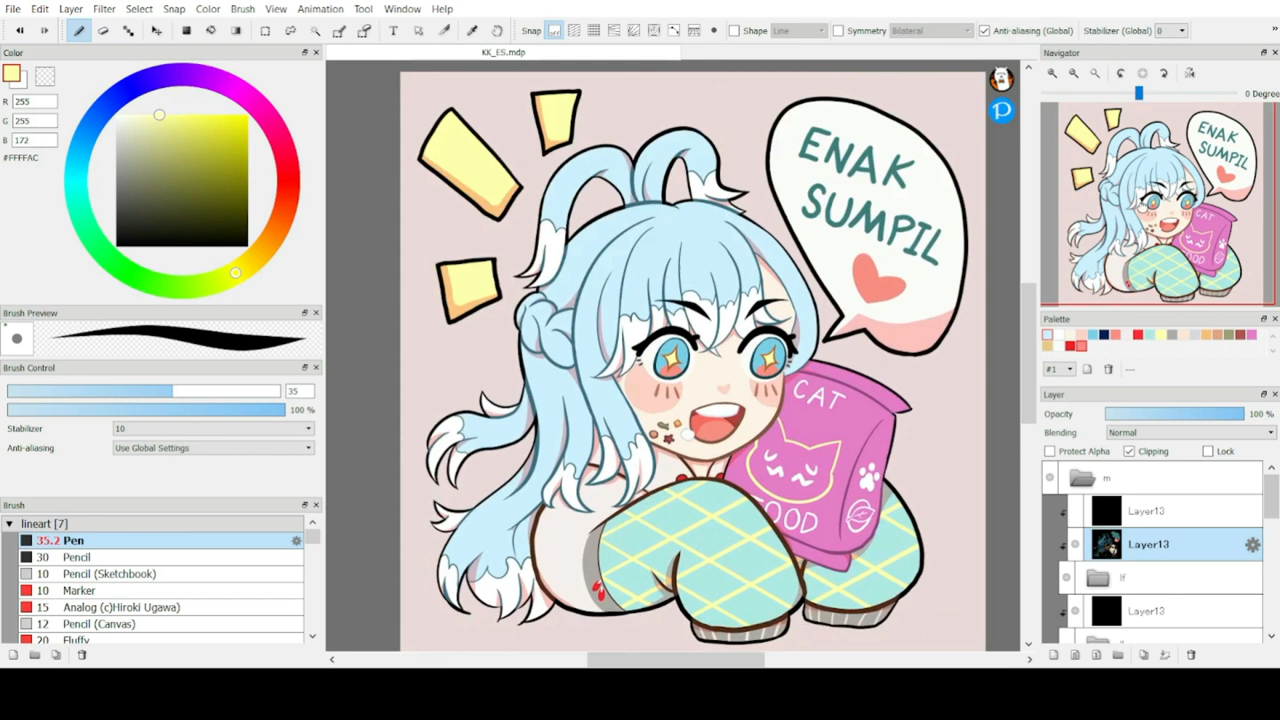 File Edit Layer Filter Select Snap Color Brush View Animation Tool Window Help
Snap Shape Line Symmetry Bilateral Anti-aliasing (Global) Stabilizer (Global) 0 »
Color
KK_ES.mdp
Navigator
R 255
G 255
B 172
#FFFFAC
0 Degree
ENAK
SUMPIL
CAT
FOOD
ENAK
SUMPIL
CAT
Brush Preview
Brush Control
35
100 %
Stabilizer 10
Anti-aliasing Use Global Settings
Brush
lineart [7]
35.2 Pen
30 Pencil
10 Pencil (Sketchbook)
10 Marker
15 Analog (c)Hiroki Ugawa)
12 Pencil (Canvas)
20 Fluffy
Palette
#1 ---
Layer
Opacity 100 %
Blending Normal
Protect Alpha Clipping Lock
m
Layer13
Layer13
lf
Layer13